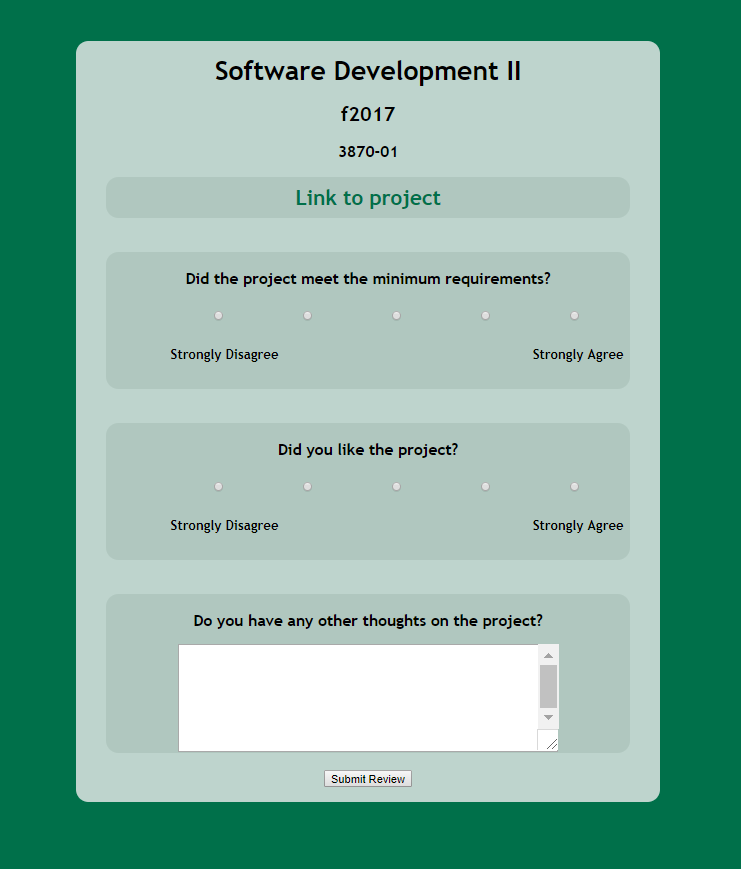 Software Development II
f2017
3870-01
Link to project
Did the project meet the minimum requirements?
Strongly Disagree Strongly Agree
Did you like the project?
Strongly Disagree Strongly Agree
Do you have any other thoughts on the project?
Submit Review